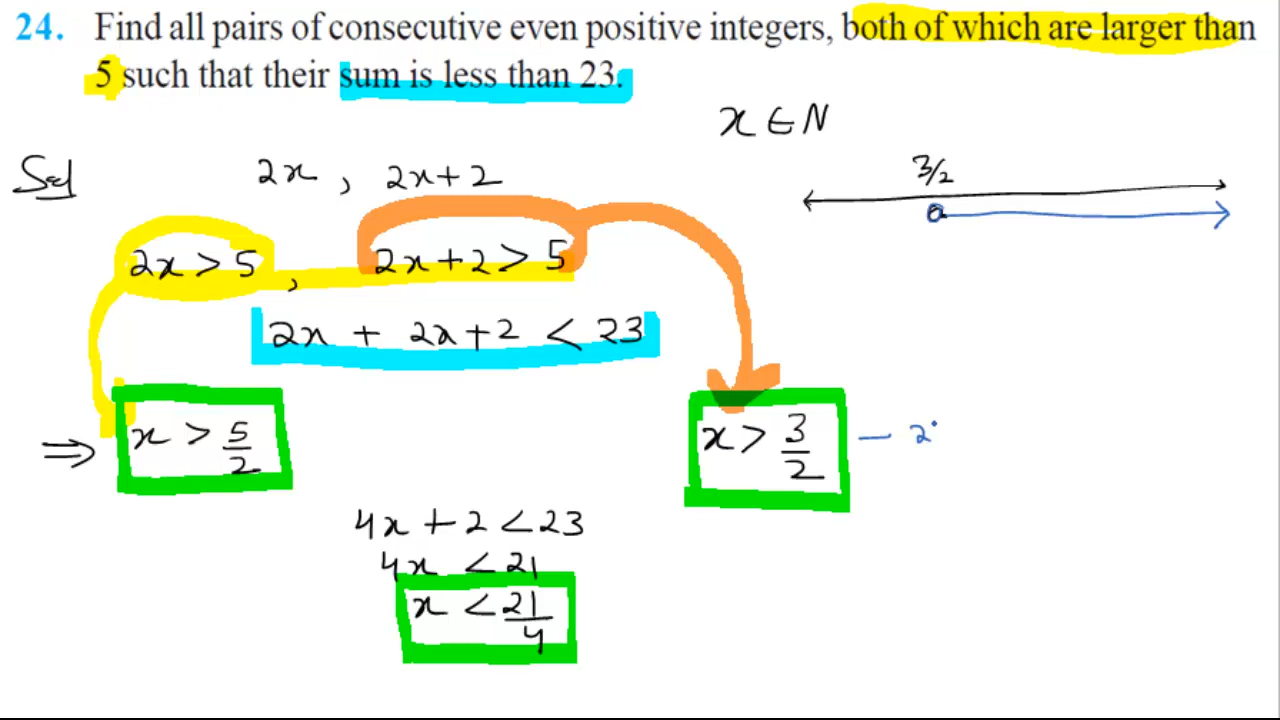 24. Find all pairs of consecutive even positive integers, both of which are larger than
5 such that their sum is less than 23.
x ∈ N
Sol
2x , 2x+2
3/2
2x > 5 , 2x+2 > 5
2x + 2x+2 < 23
⇒ x > 5/2
x > 3/2 — 2
4x + 2 < 23
4x < 21
x < 21/4